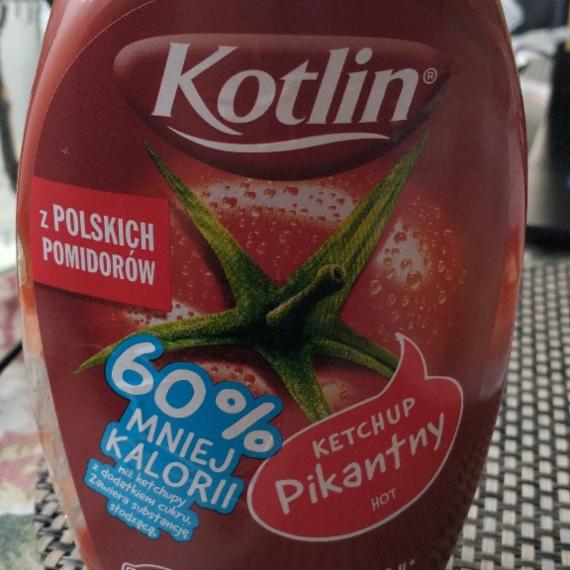 Kotlin®
z POLSKICH
POMIDORÓW
60%
MNIEJ
KALORII
niż ketchupy
z dodatkiem cukru.
Zawiera substancję
słodzącą.
KETCHUP
Pikantny
HOT